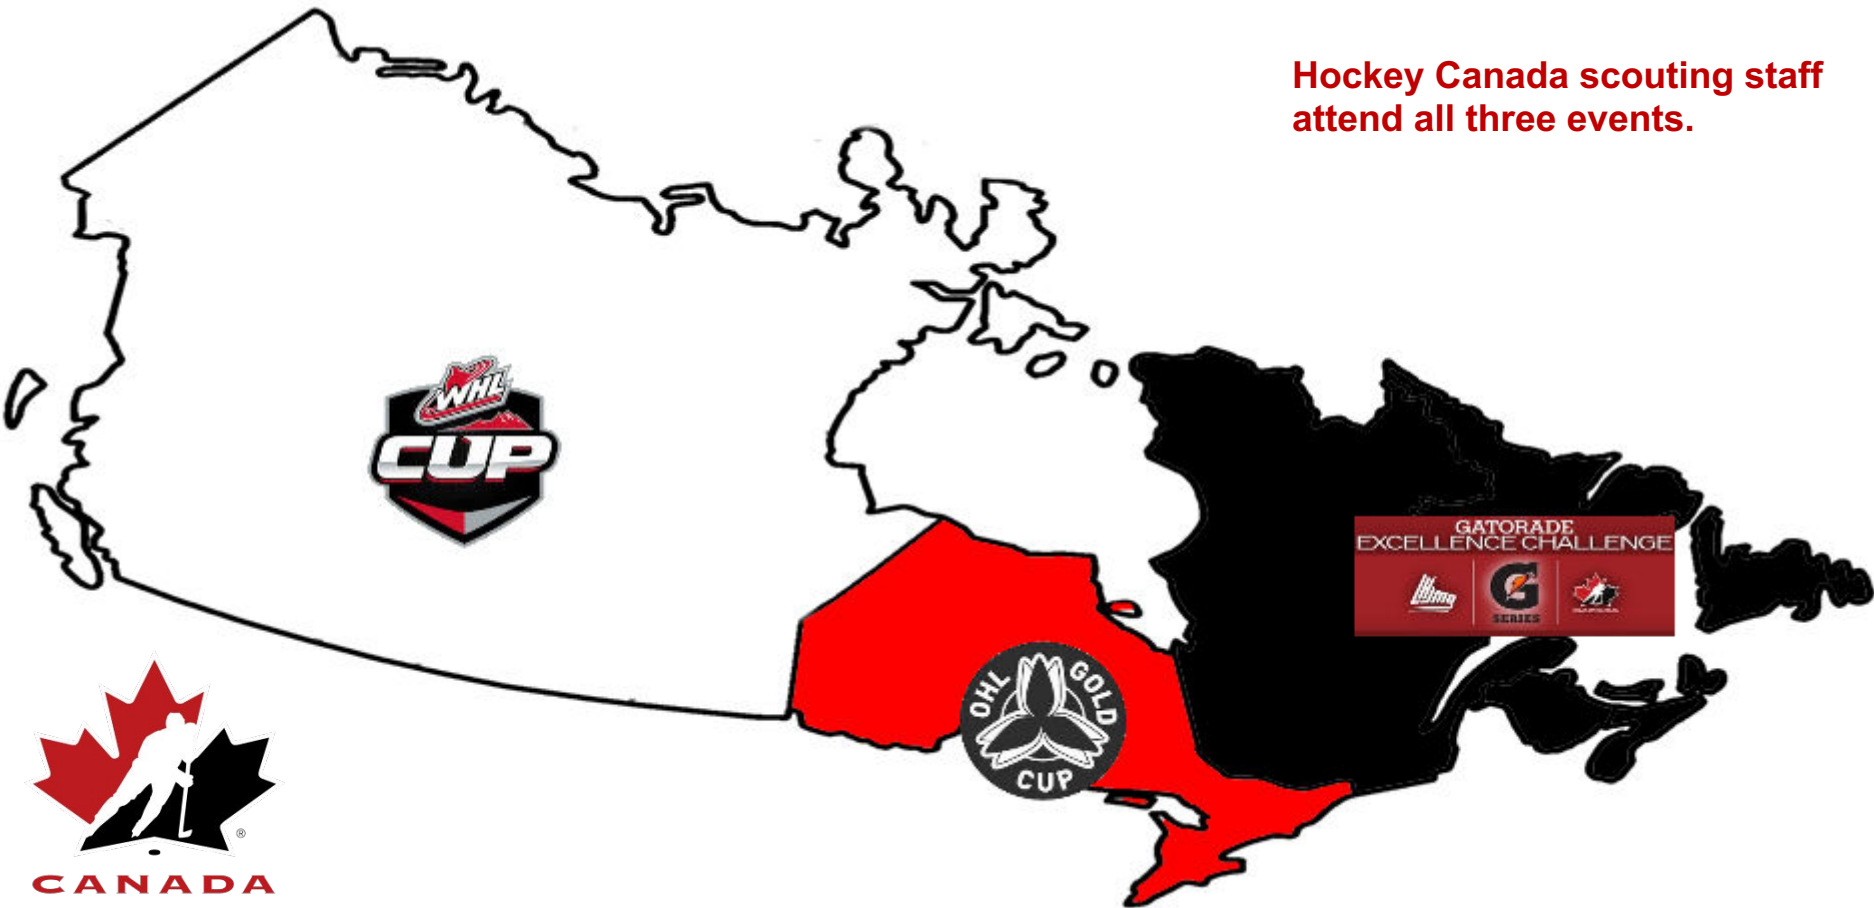 Hockey Canada scouting staff
attend all three events.
WHL
CUP
GATORADE
EXCELLENCE CHALLENGE
G
SERIES
OHL GOLD
CUP
®
CANADA